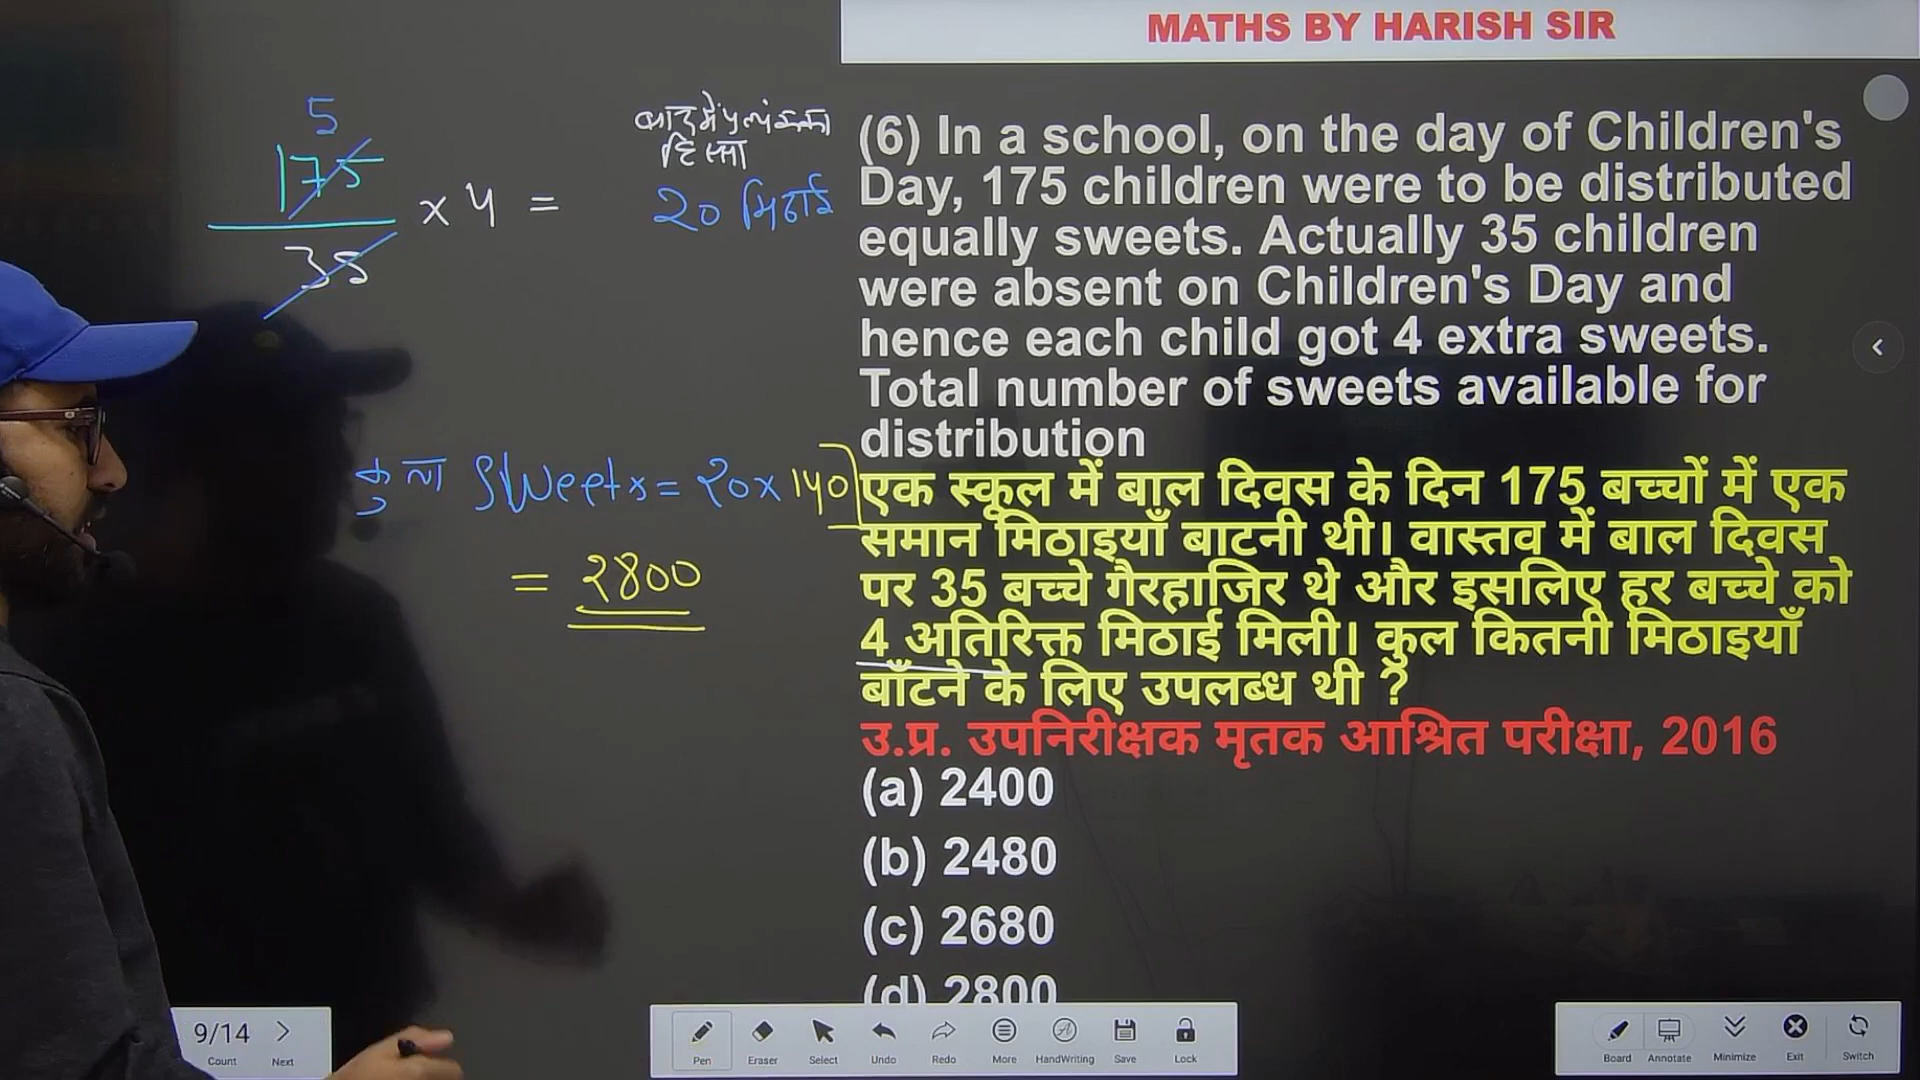 MATHS BY HARISH SIR
5
175
35
× 4 =
बाद में प्रत्येक का
हिस्सा
20 मिठाई
कुल Sweets = 20 × 140
= 2800
(6) In a school, on the day of Children's
Day, 175 children were to be distributed
equally sweets. Actually 35 children
were absent on Children's Day and
hence each child got 4 extra sweets.
Total number of sweets available for
distribution
एक स्कूल में बाल दिवस के दिन 175 बच्चों में एक
समान मिठाइयाँ बाटनी थी। वास्तव में बाल दिवस
पर 35 बच्चे गैरहाजिर थे और इसलिए हर बच्चे को
4 अतिरिक्त मिठाई मिली। कुल कितनी मिठाइयाँ
बाँटने के लिए उपलब्ध थी ?
उ.प्र. उपनिरीक्षक मृतक आश्रित परीक्षा, 2016
(a) 2400
(b) 2480
(c) 2680
(d) 2800
9/14
Count Next
Pen Eraser Select Undo Redo More HandWriting Save Lock
Board Annotate Minimize Exit Switch